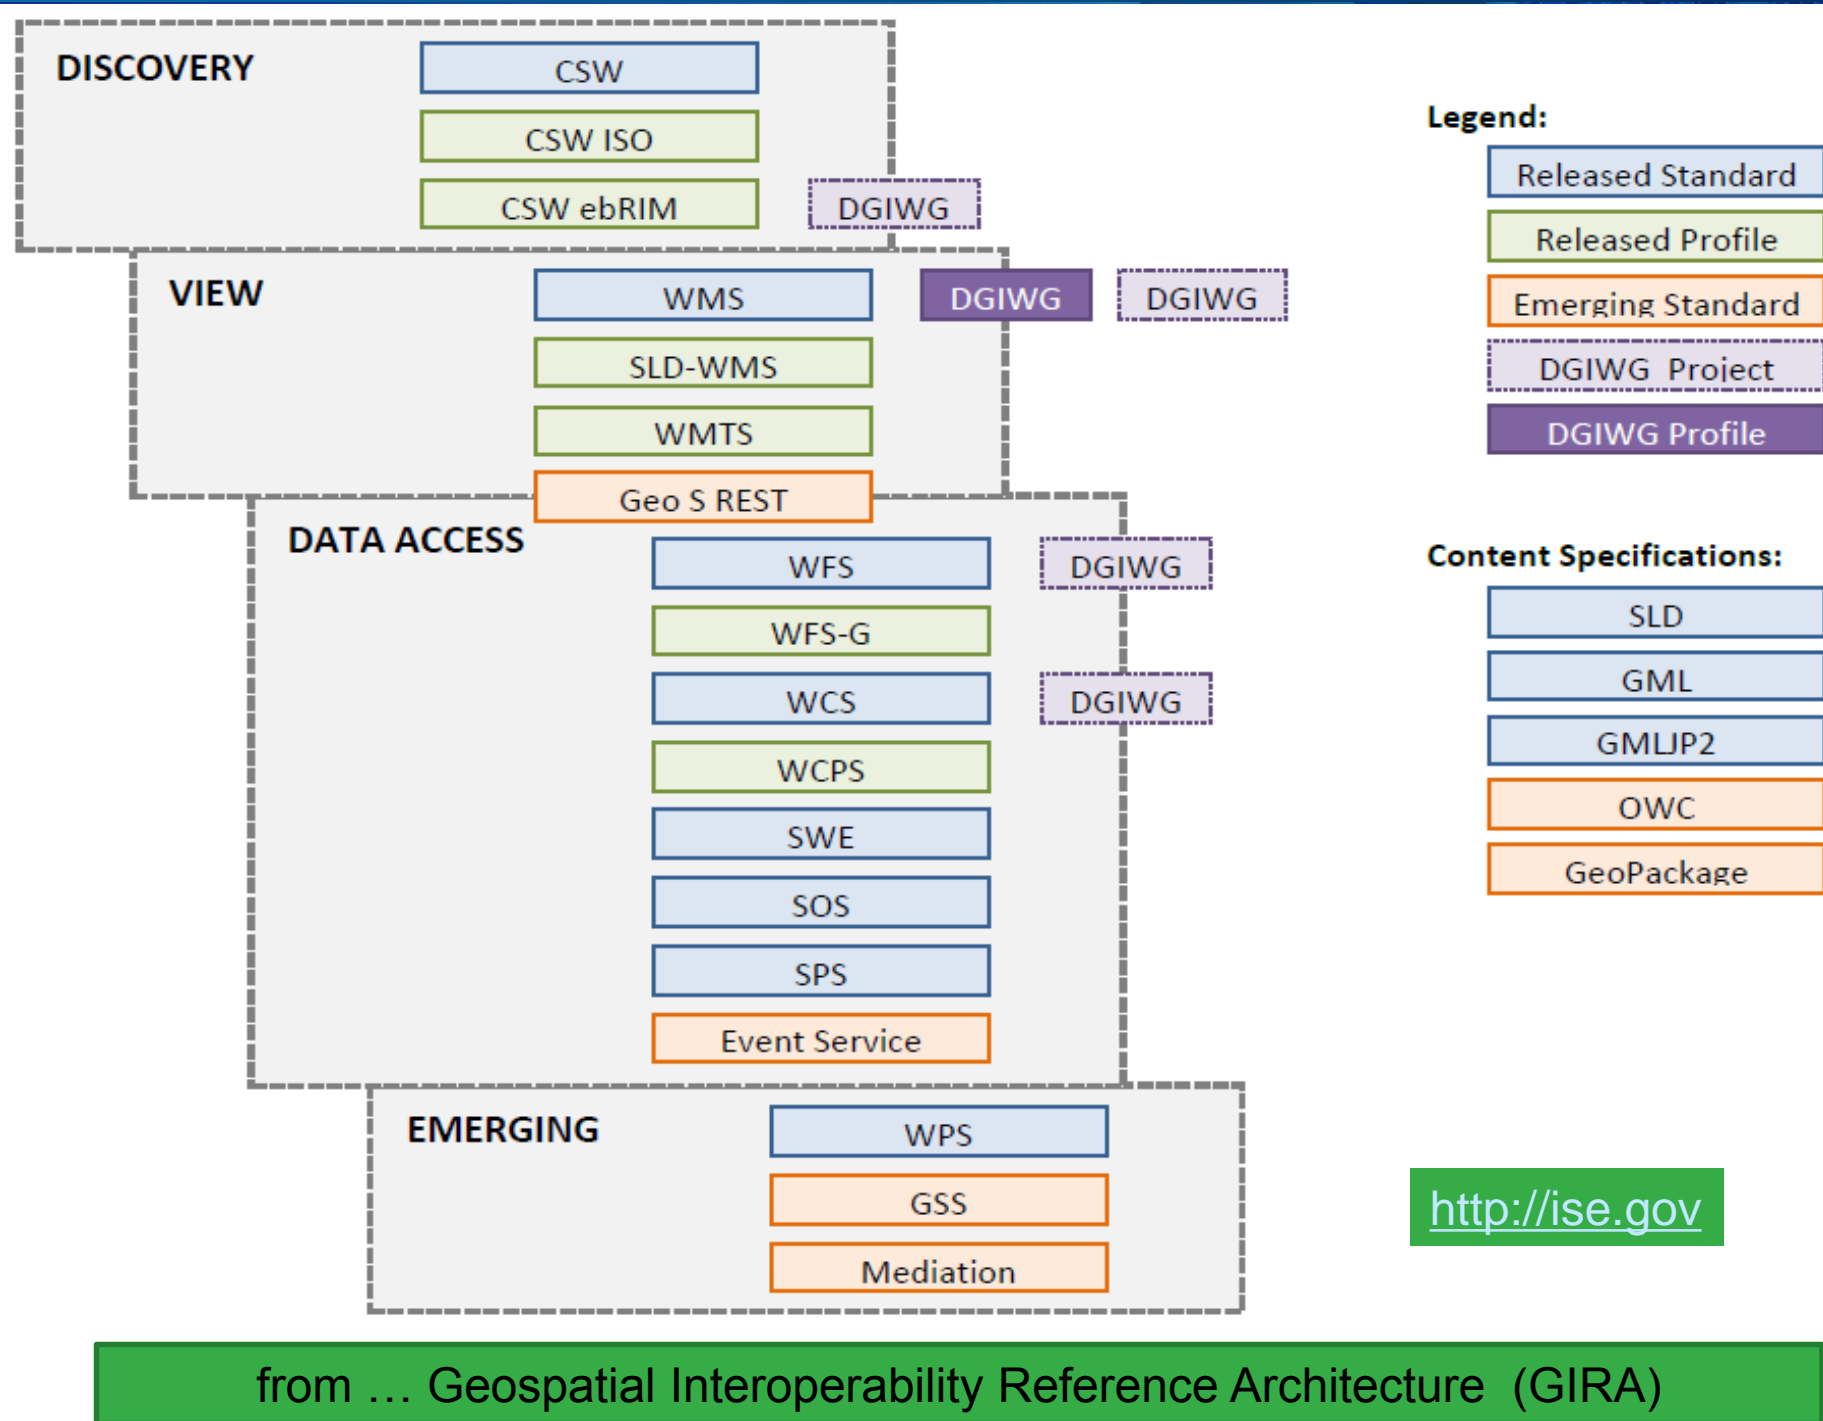 DISCOVERY
CSW
CSW ISO
CSW ebRIM
DGIWG
VIEW
WMS
DGIWG
DGIWG
SLD-WMS
WMTS
Geo S REST
DATA ACCESS
WFS
DGIWG
WFS-G
WCS
DGIWG
WCPS
SWE
SOS
SPS
Event Service
EMERGING
WPS
GSS
Mediation
Legend:
Released Standard
Released Profile
Emerging Standard
DGIWG Project
DGIWG Profile
Content Specifications:
SLD
GML
GMLJP2
OWC
GeoPackage
http://ise.gov
from … Geospatial Interoperability Reference Architecture (GIRA)